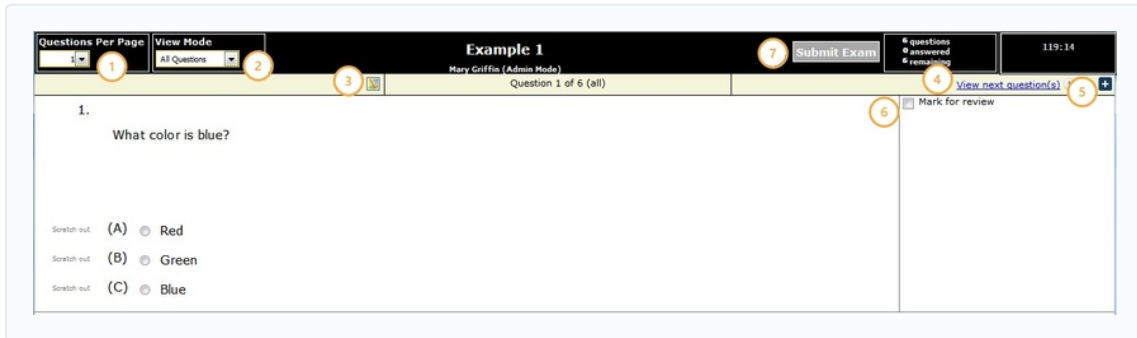 Questions Per Page
1
1
View Mode
All Questions
2
Example 1
Mary Griffin (Admin Mode)
7
Submit Exam
6 questions
0 answered
6 remaining
119:14
3
Question 1 of 6 (all)
4
View next question(s)
5
1.
What color is blue?
6
Mark for review
Scratch out (A) Red
Scratch out (B) Green
Scratch out (C) Blue